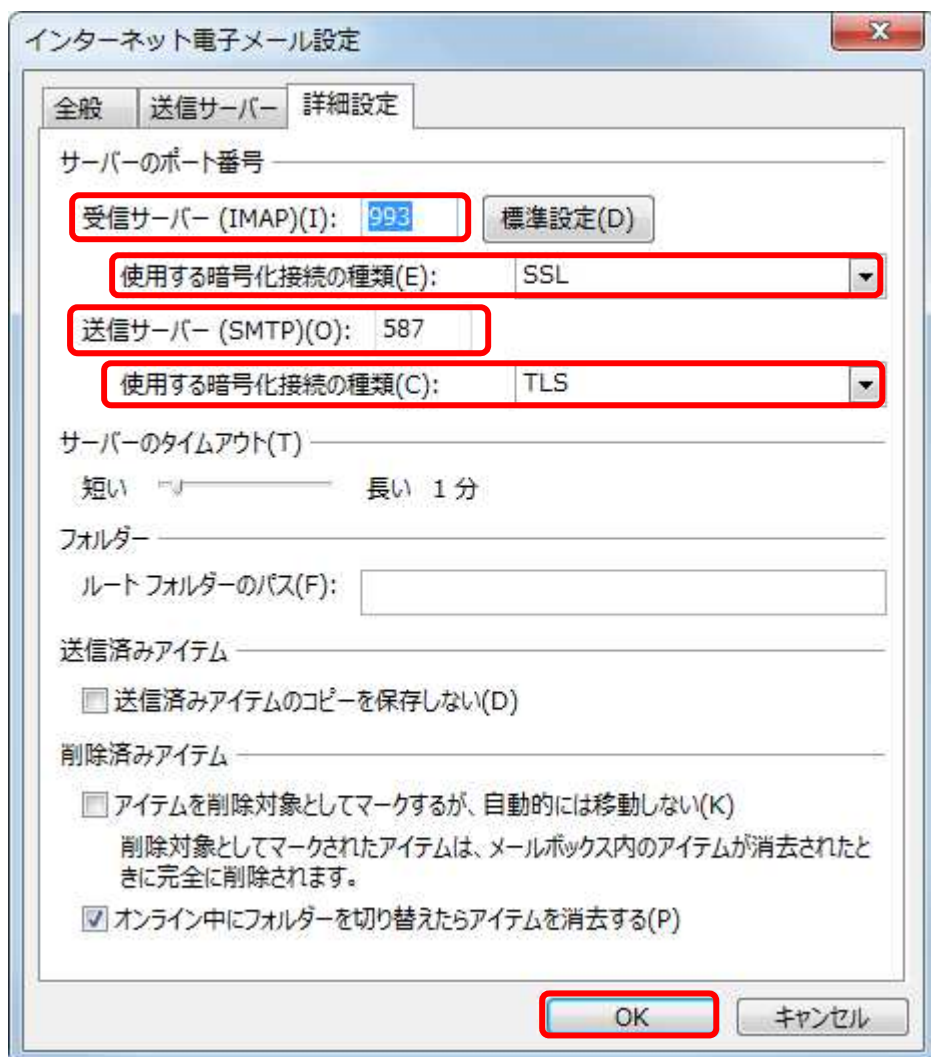 インターネット電子メール設定
全般 送信サーバー 詳細設定
サーバーのポート番号
受信サーバー (IMAP)(I): 993 標準設定(D)
使用する暗号化接続の種類(E): SSL
送信サーバー (SMTP)(O): 587
使用する暗号化接続の種類(C): TLS
サーバーのタイムアウト(T)
短い 長い 1 分
フォルダー
ルート フォルダーのパス(F):
送信済みアイテム
送信済みアイテムのコピーを保存しない(D)
削除済みアイテム
アイテムを削除対象としてマークするが、自動的には移動しない(K)
削除対象としてマークされたアイテムは、メールボックス内のアイテムが消去されたと
きに完全に削除されます。
オンライン中にフォルダーを切り替えたらアイテムを消去する(P)
OK キャンセル